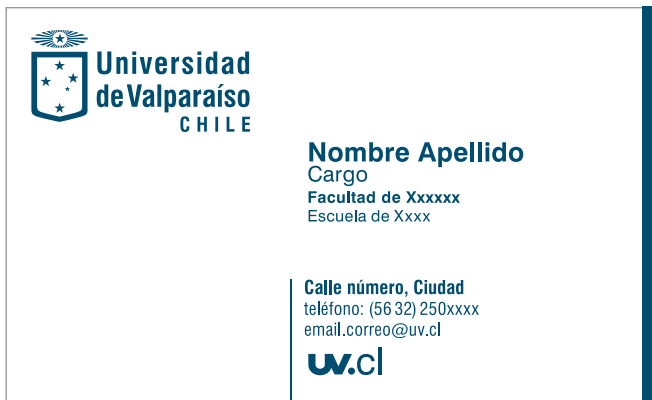 Universidad
de Valparaíso
CHILE
Nombre Apellido
Cargo
Facultad de Xxxxxx
Escuela de Xxxx
Calle número, Ciudad
teléfono: (56 32) 250xxxx
email.correo@uv.cl
uv.cl